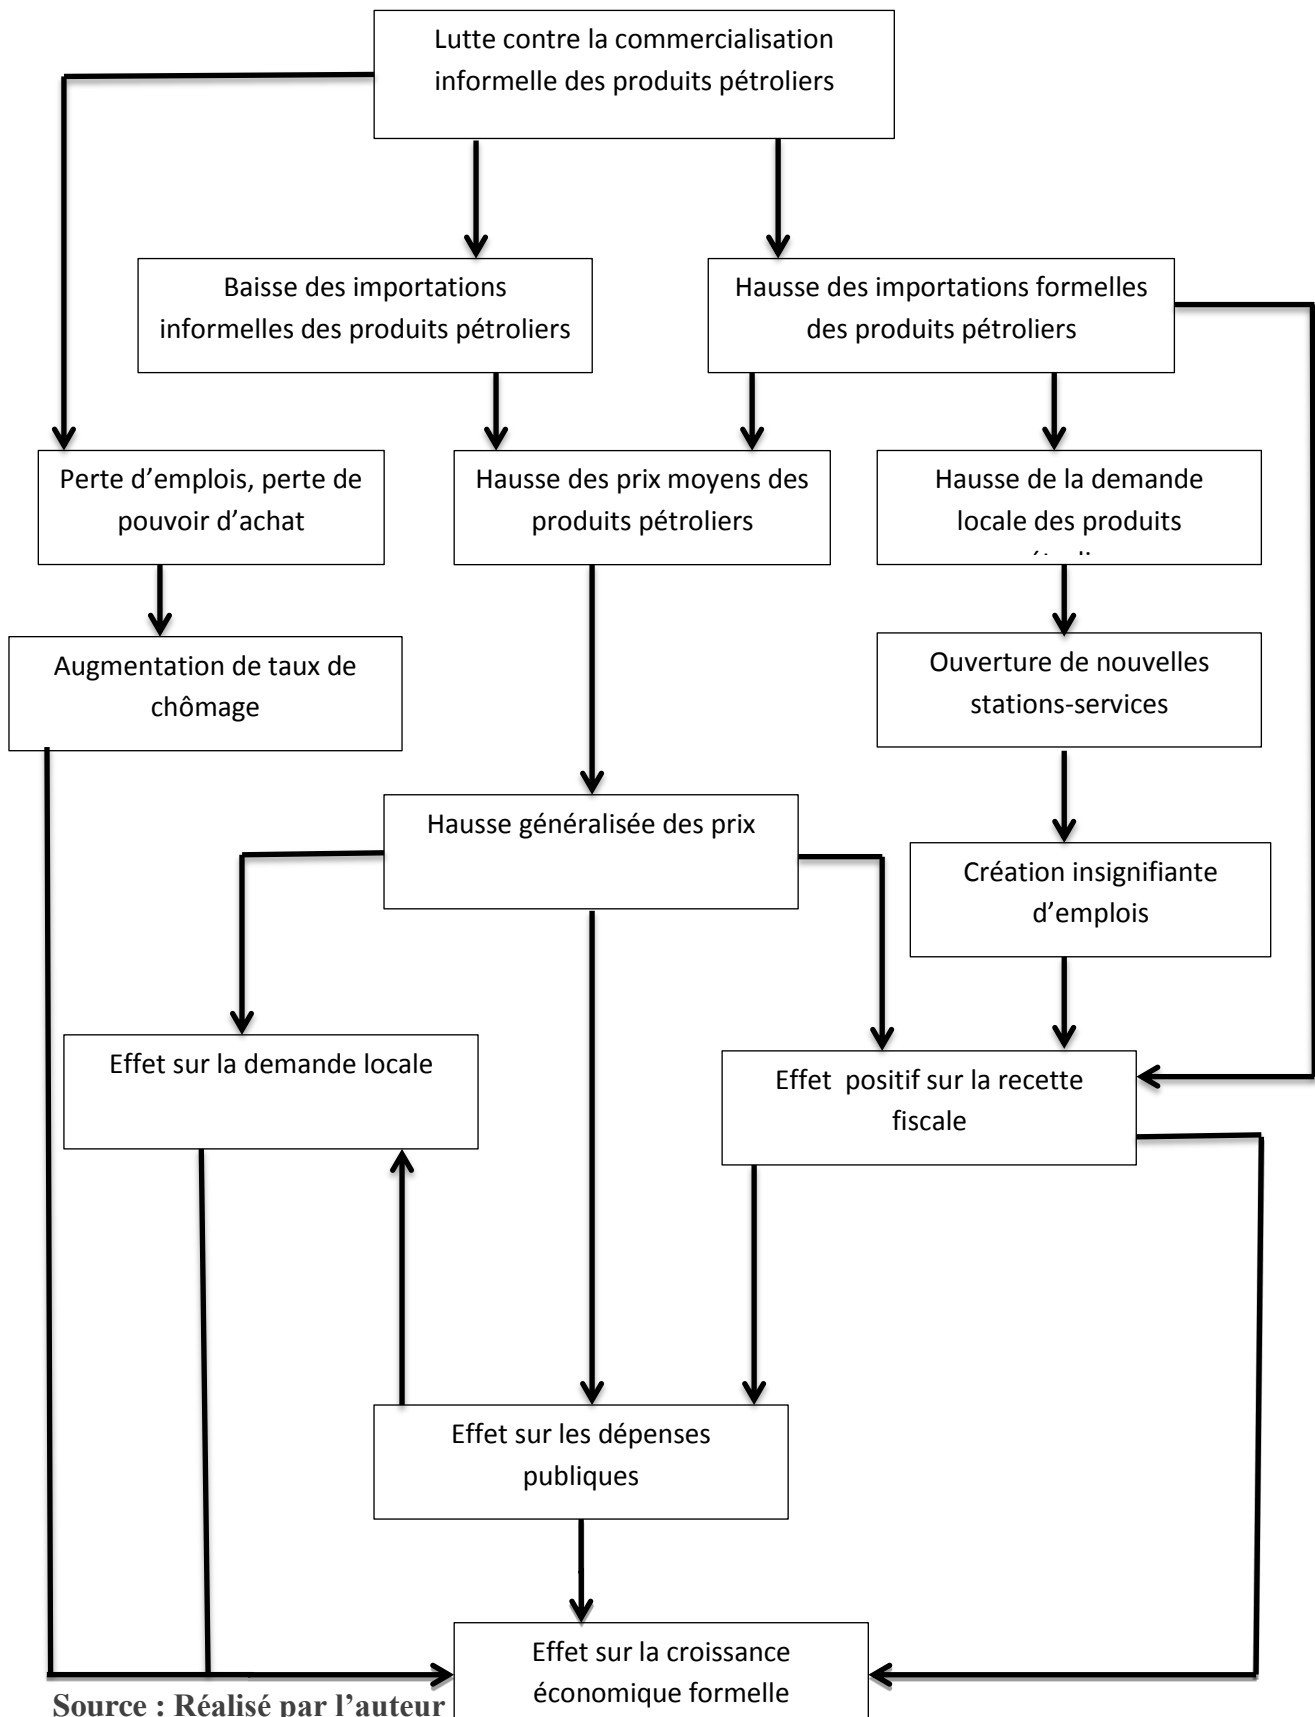 Lutte contre la commercialisation
informelle des produits pétroliers
Baisse des importations
informelles des produits pétroliers
Hausse des importations formelles
des produits pétroliers
Perte d’emplois, perte de
pouvoir d’achat
Hausse des prix moyens des
produits pétroliers
Hausse de la demande
locale des produits
Augmentation de taux de
chômage
Ouverture de nouvelles
stations-services
Hausse généralisée des prix
Création insignifiante
d’emplois
Effet sur la demande locale
Effet positif sur la recette
fiscale
Effet sur les dépenses
publiques
Effet sur la croissance
économique formelle
Source : Réalisé par l’auteur